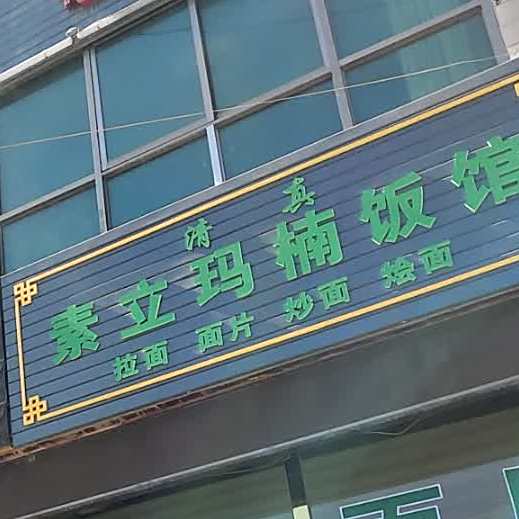 清真
素立玛楠饭馆
拉面 面片 炒面 烩面